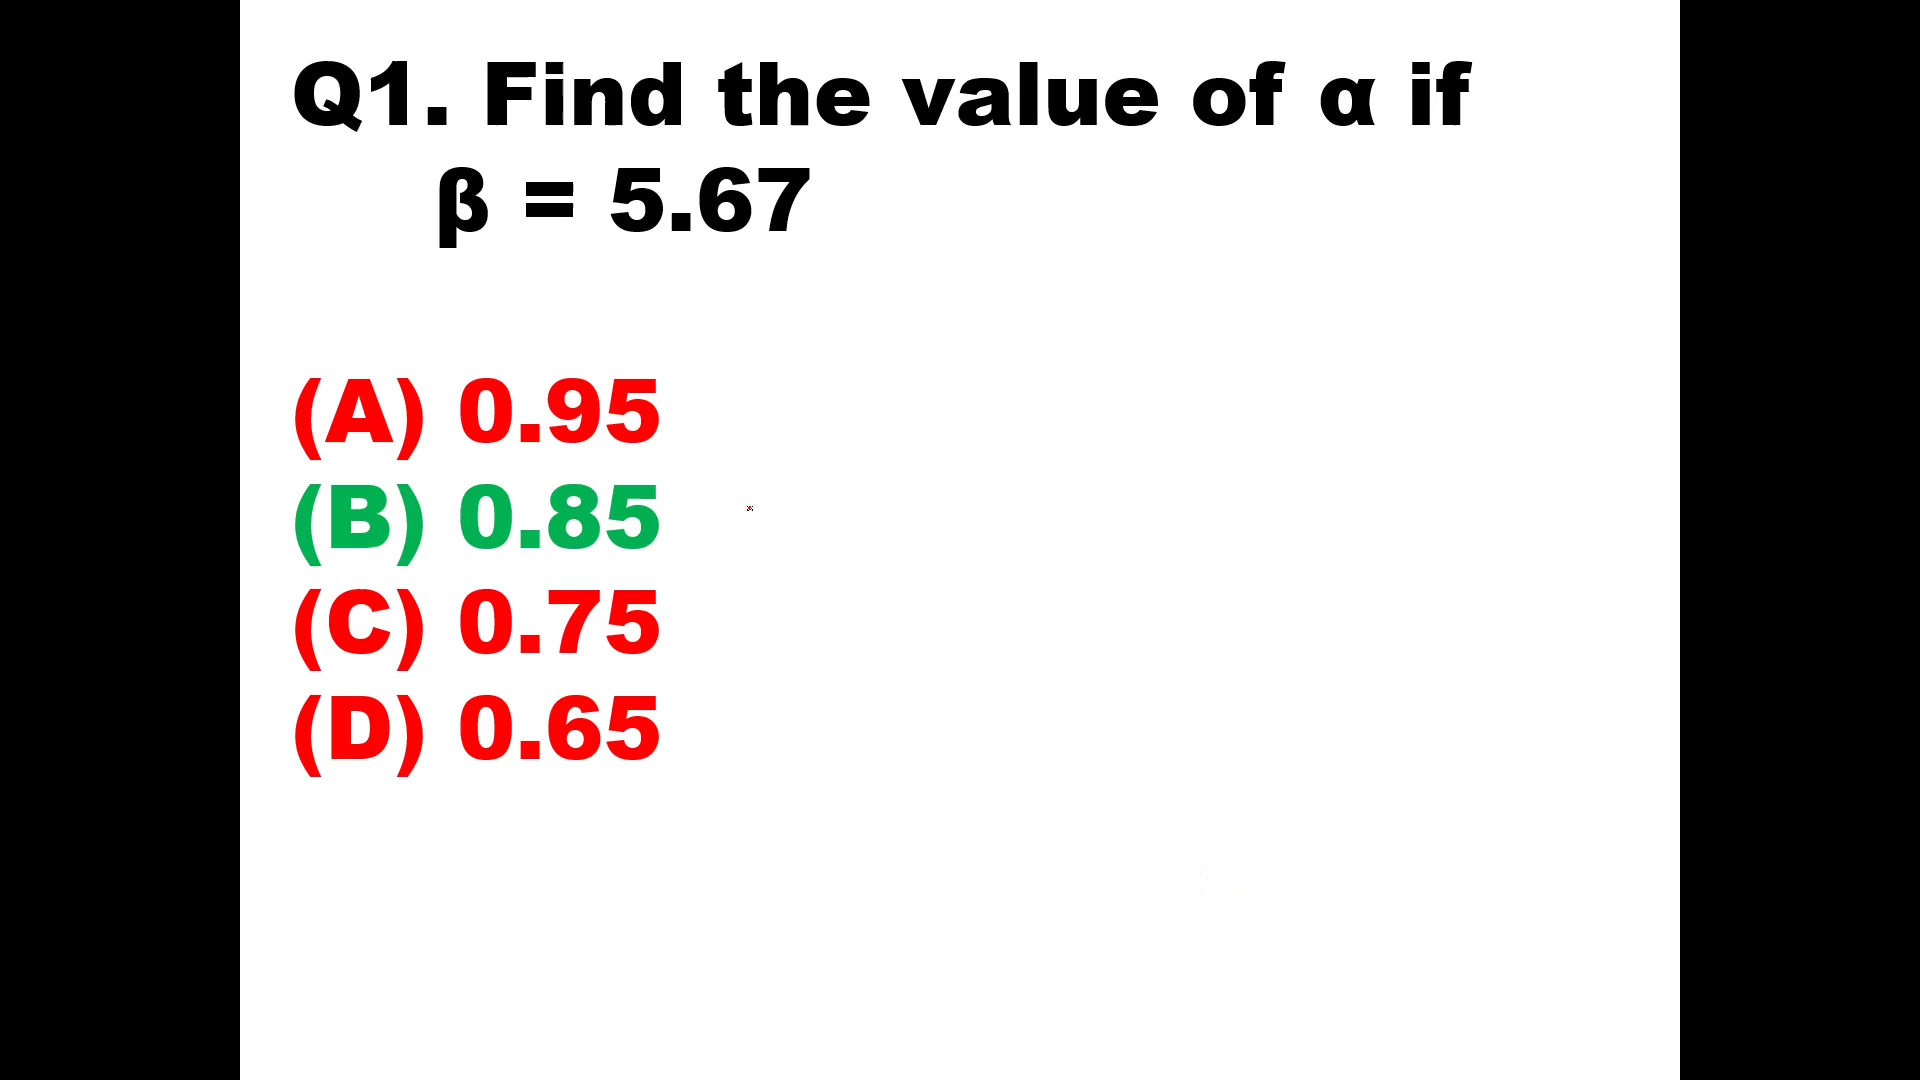 Q1. Find the value of α if
β = 5.67
(A) 0.95
(B) 0.85
(C) 0.75
(D) 0.65